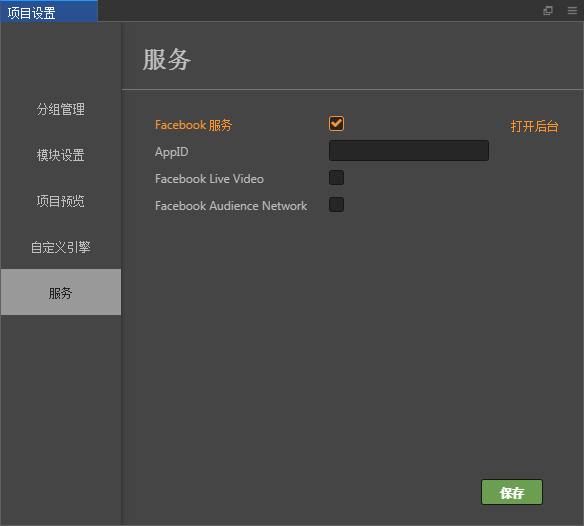 项目设置
服务
分组管理
模块设置
项目预览
自定义引擎
服务
Facebook 服务
打开后台
AppID
Facebook Live Video
Facebook Audience Network
保存